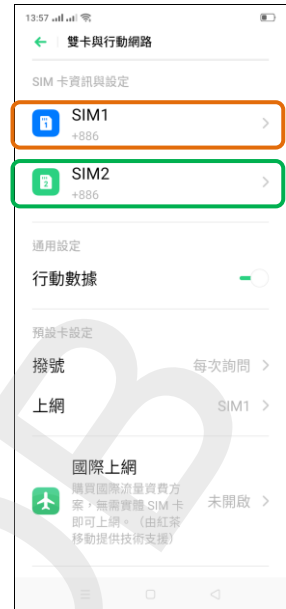 13:57
雙卡與行動網路
SIM 卡資訊與設定
1
SIM1
+886
2
SIM2
+886
通用設定
行動數據
預設卡設定
撥號 每次詢問
上網 SIM1
國際上網
購買國際流量資費方
案，無需實體 SIM 卡
即可上網。（由紅茶
移動提供技術支援）
未開啟